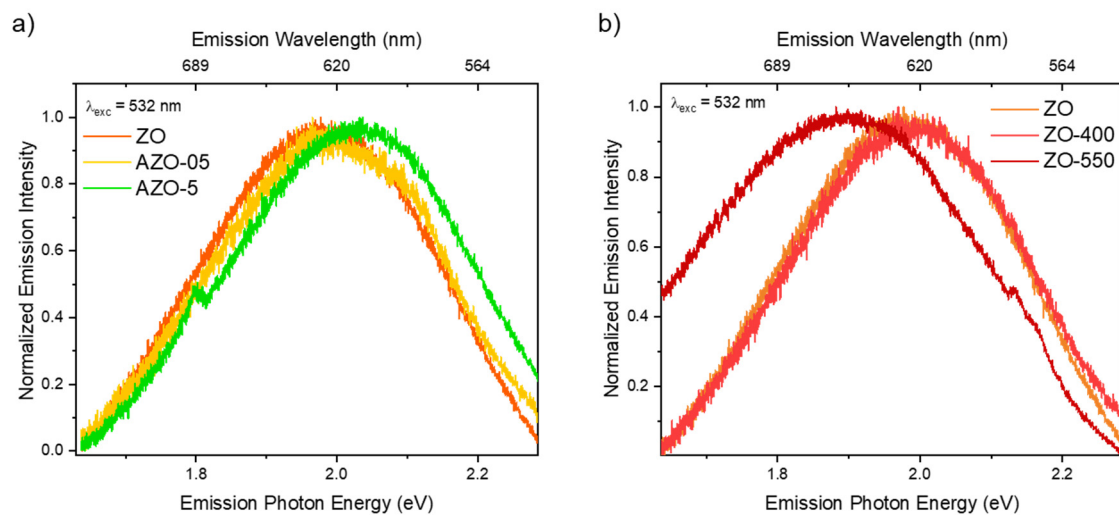 a)
Emission Wavelength (nm)
689 620 564
λexc = 532 nm
ZO
AZO-05
AZO-5
1.0
0.8
0.6
0.4
0.2
0.0
Normalized Emission Intensity
1.8 2.0 2.2
Emission Photon Energy (eV)
b)
Emission Wavelength (nm)
689 620 564
λexc = 532 nm
ZO
ZO-400
ZO-550
1.0
0.8
0.6
0.4
0.2
Normalized Emission Intensity
1.8 2.0 2.2
Emission Photon Energy (eV)